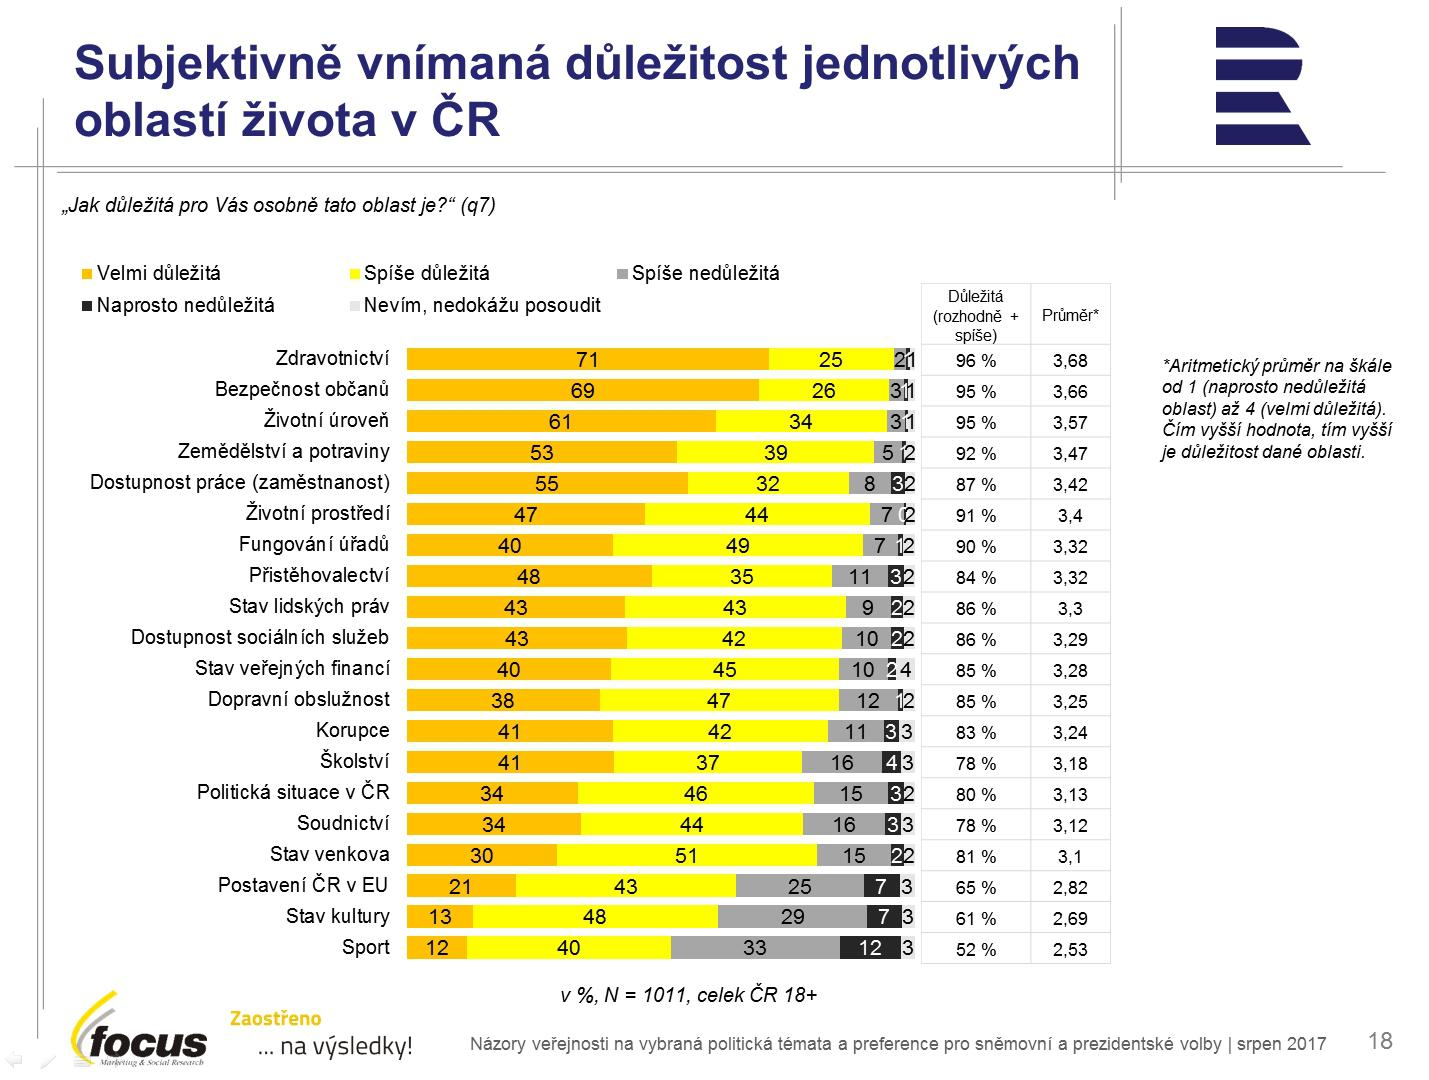 Subjektivně vnímaná důležitost jednotlivých
oblastí života v ČR
„Jak důležitá pro Vás osobně tato oblast je?“ (q7)
Velmi důležitá Spíše důležitá Spíše nedůležitá
Naprosto nedůležitá Nevím, nedokážu posoudit
Důležitá (rozhodně + spíše) Průměr*
Zdravotnictví 71 25 2 1 1 96 % 3,68
Bezpečnost občanů 69 26 3 1 1 95 % 3,66
Životní úroveň 61 34 3 1 1 95 % 3,57
Zemědělství a potraviny 53 39 5 1 2 92 % 3,47
Dostupnost práce (zaměstnanost) 55 32 8 3 2 87 % 3,42
Životní prostředí 47 44 7 0 2 91 % 3,4
Fungování úřadů 40 49 7 1 2 90 % 3,32
Přistěhovalectví 48 35 11 3 2 84 % 3,32
Stav lidských práv 43 43 9 2 2 86 % 3,3
Dostupnost sociálních služeb 43 42 10 2 2 86 % 3,29
Stav veřejných financí 40 45 10 2 4 85 % 3,28
Dopravní obslužnost 38 47 12 1 2 85 % 3,25
Korupce 41 42 11 3 3 83 % 3,24
Školství 41 37 16 4 3 78 % 3,18
Politická situace v ČR 34 46 15 3 2 80 % 3,13
Soudnictví 34 44 16 3 3 78 % 3,12
Stav venkova 30 51 15 2 2 81 % 3,1
Postavení ČR v EU 21 43 25 7 3 65 % 2,82
Stav kultury 13 48 29 7 3 61 % 2,69
Sport 12 40 33 12 3 52 % 2,53
*Aritmetický průměr na škále
od 1 (naprosto nedůležitá
oblast) až 4 (velmi důležitá).
Čím vyšší hodnota, tím vyšší
je důležitost dané oblasti.
v %, N = 1011, celek ČR 18+
focus
Marketing & Social Research
Zaostřeno
... na výsledky!
Názory veřejnosti na vybraná politická témata a preference pro sněmovní a prezidentské volby | srpen 2017
18